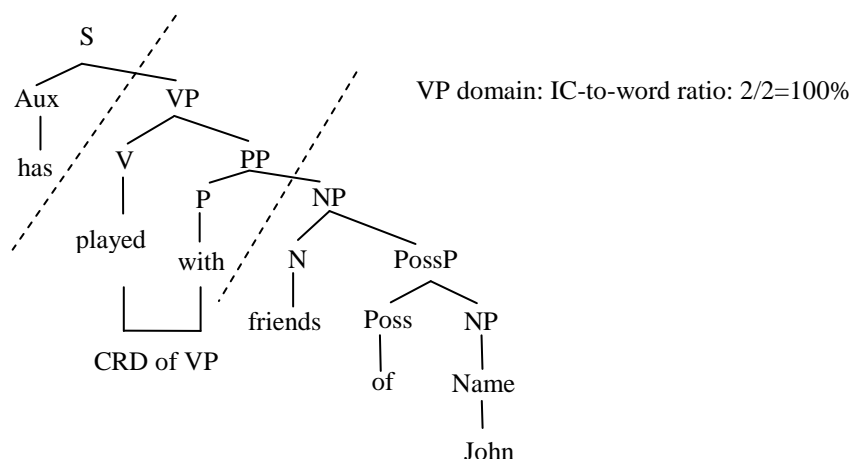 S
VP domain: IC-to-word ratio: 2/2=100%
Aux VP
has V PP
P NP
played
with N PossP
friends Poss NP
CRD of VP
of Name
John